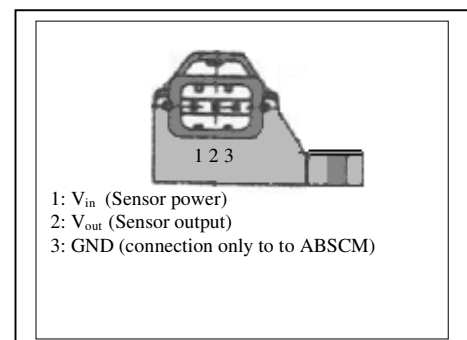 1 2 3
1: Vin (Sensor power)
2: Vout (Sensor output)
3: GND (connection only to to ABSCM)